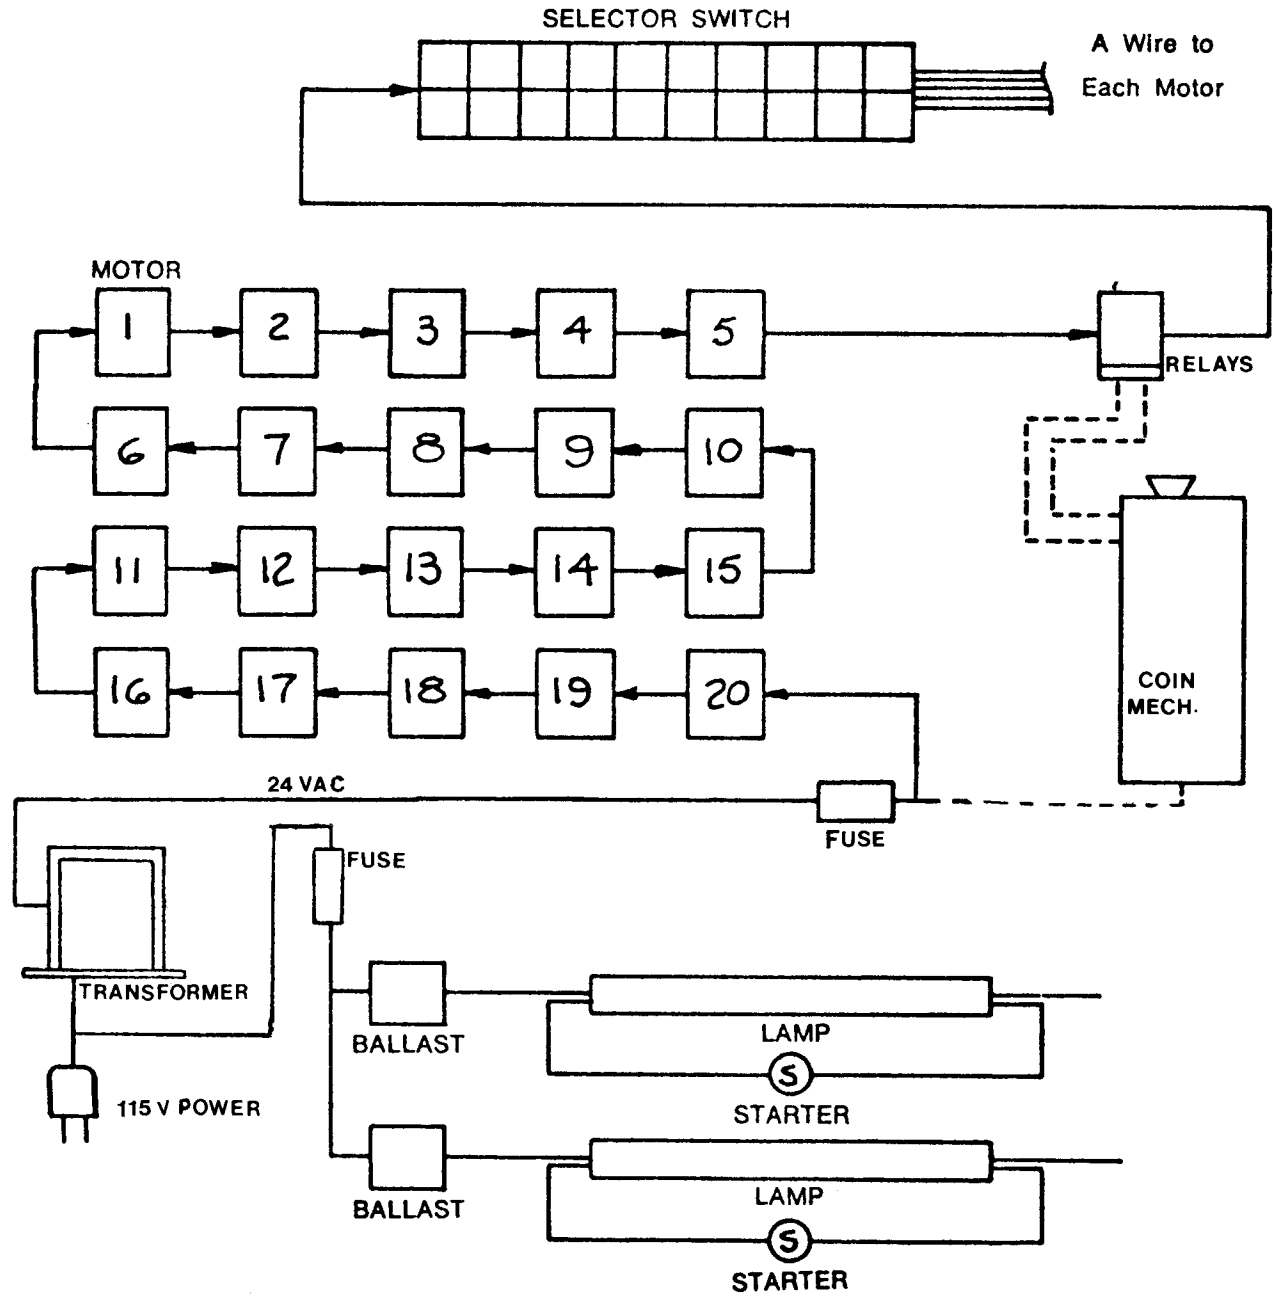 SELECTOR SWITCH
A Wire to
Each Motor
MOTOR
1 2 3 4 5
RELAYS
6 7 8 9 10
11 12 13 14 15
COIN
MECH.
16 17 18 19 20
24 VAC
FUSE
FUSE
TRANSFORMER
LAMP
BALLAST
S
115 V POWER
STARTER
LAMP
BALLAST
S
STARTER